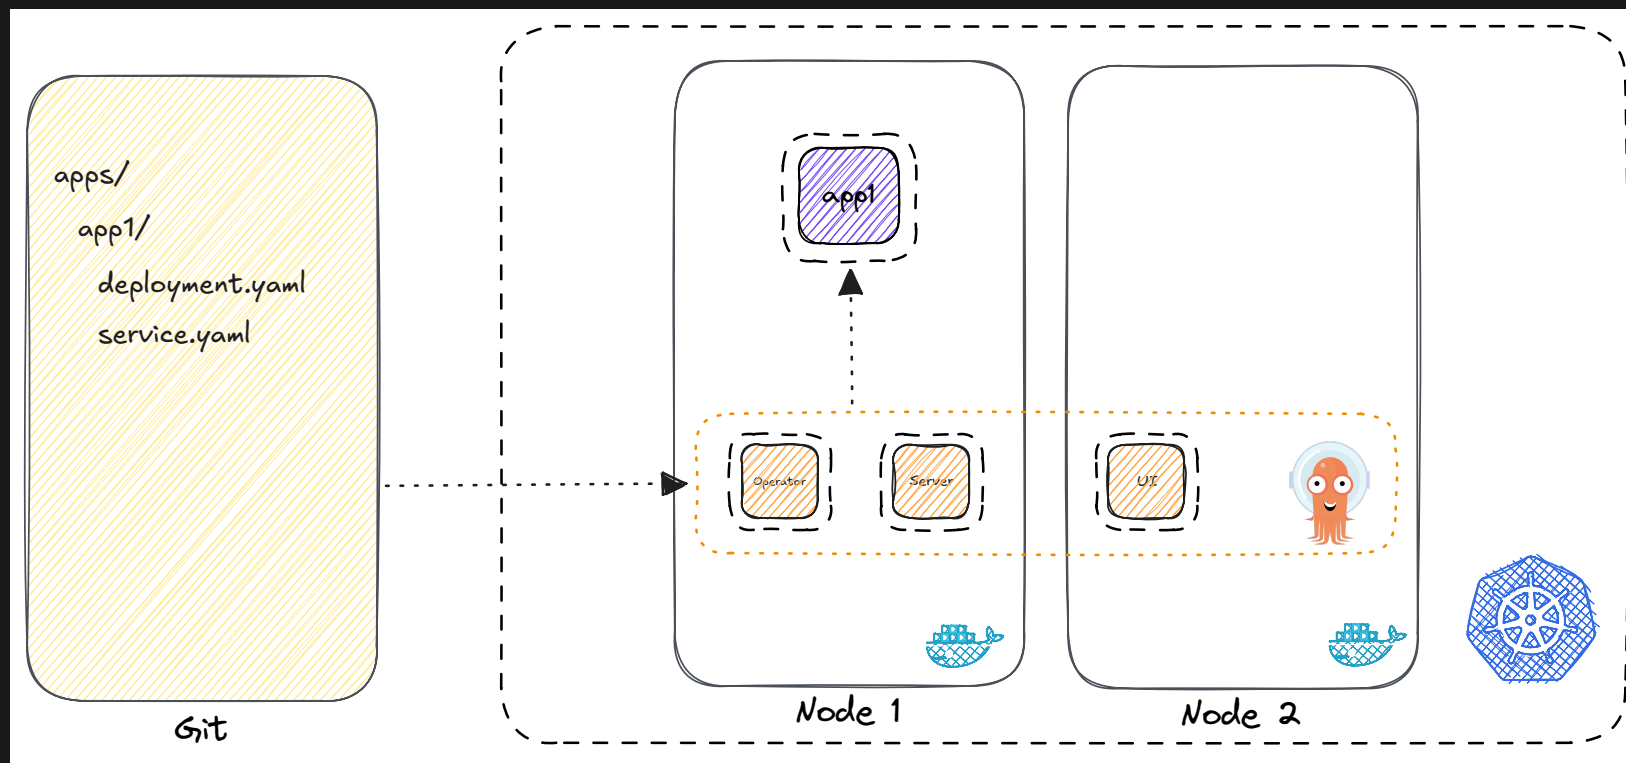 apps/
app1/
deployment.yaml
service.yaml
Git
app1
Operator
Server
UI
Node 1
Node 2